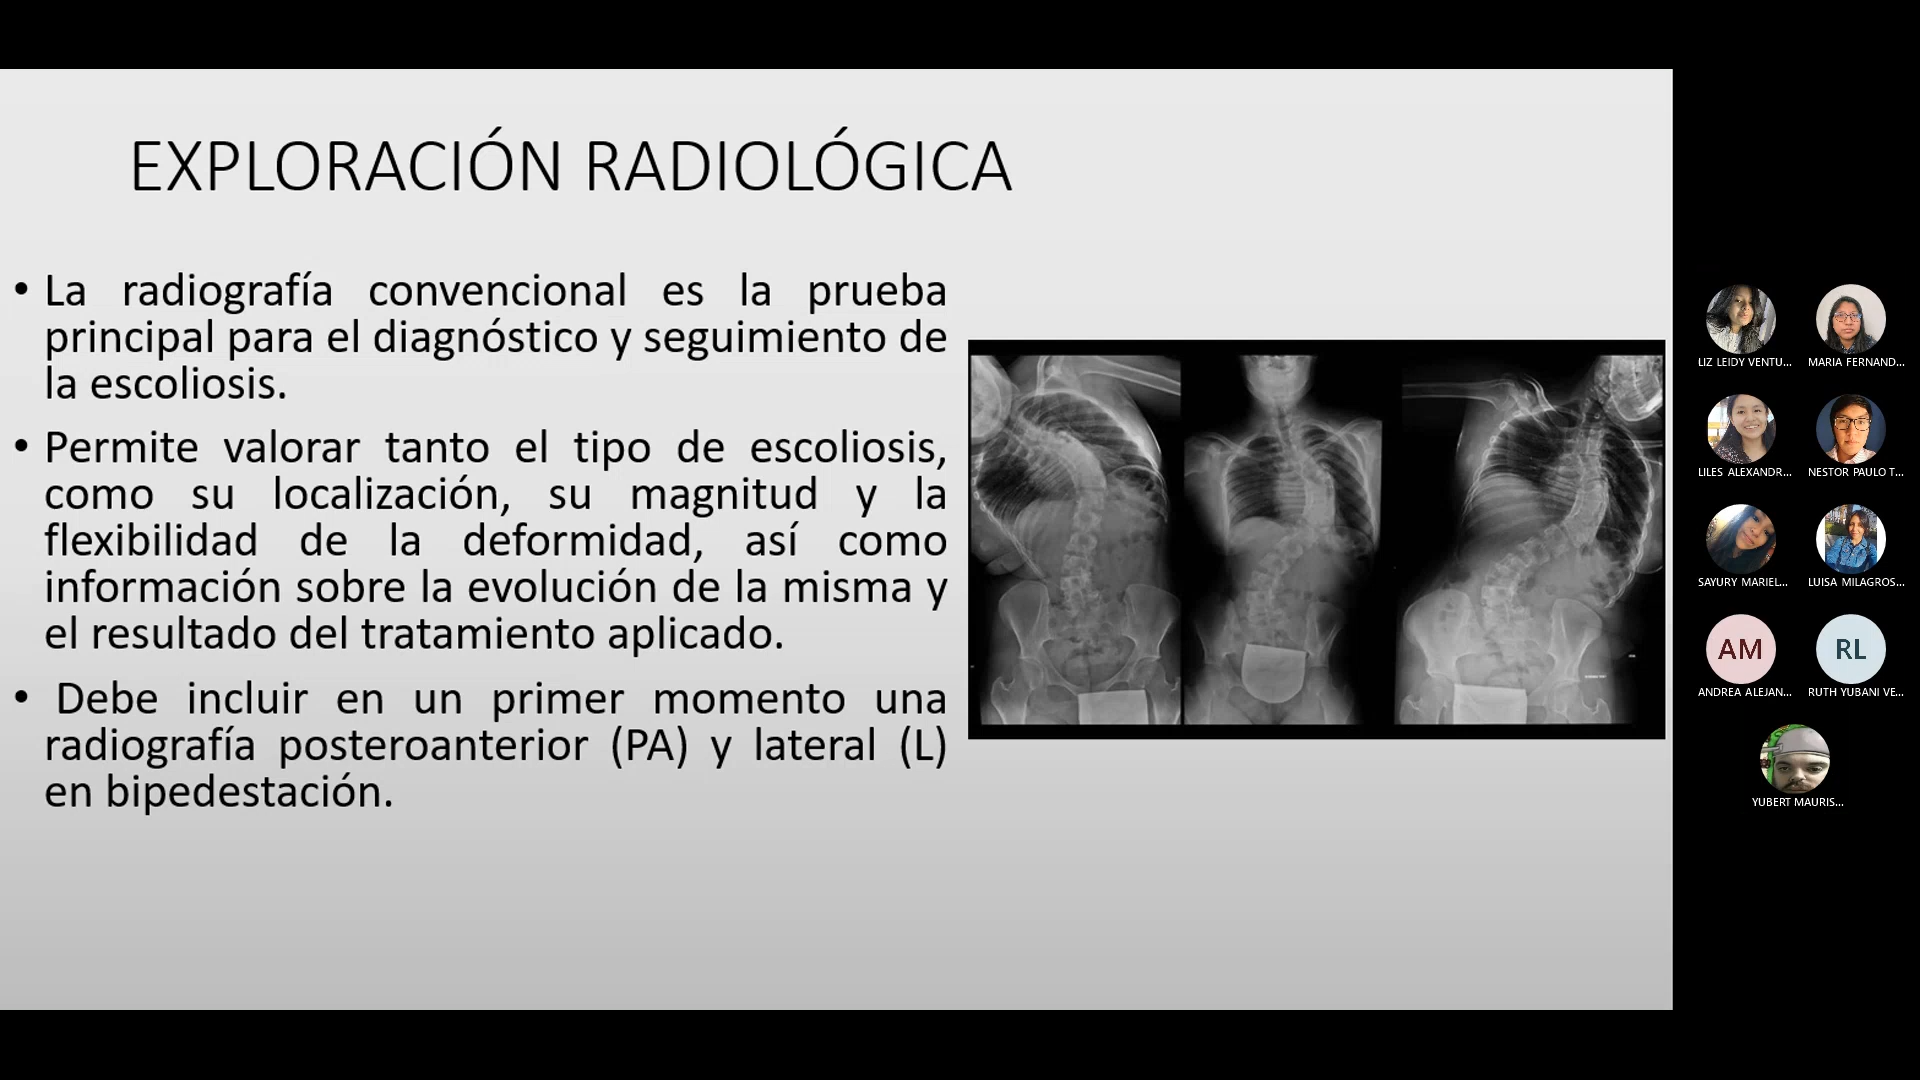 EXPLORACIÓN RADIOLÓGICA
• La radiografía convencional es la prueba
principal para el diagnóstico y seguimiento de
la escoliosis.
• Permite valorar tanto el tipo de escoliosis,
como su localización, su magnitud y la
flexibilidad de la deformidad, así como
información sobre la evolución de la misma y
el resultado del tratamiento aplicado.
• Debe incluir en un primer momento una
radiografía posteroanterior (PA) y lateral (L)
en bipedestación.
LIZ LEIDY VENTU...
MARIA FERNAND...
LILES ALEXANDR...
NESTOR PAULO T...
SAYURY MARIEL...
LUISA MILAGROS...
AM
RL
ANDREA ALEJAN...
RUTH YUBANI VE...
YUBERT MAURIS...